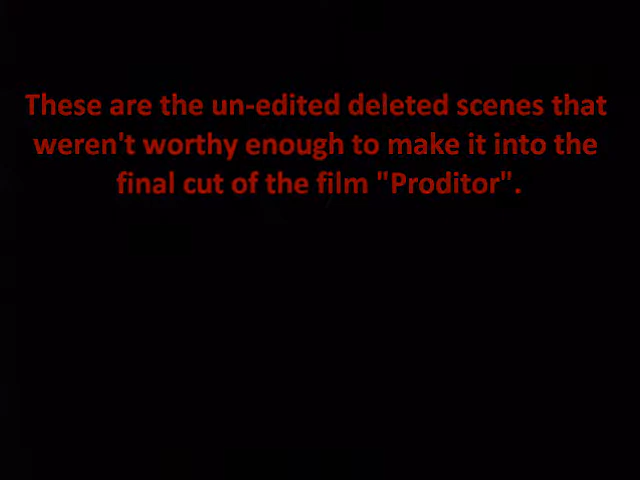 These are the un-edited deleted scenes that
weren't worthy enough to make it into the
final cut of the film "Proditor".